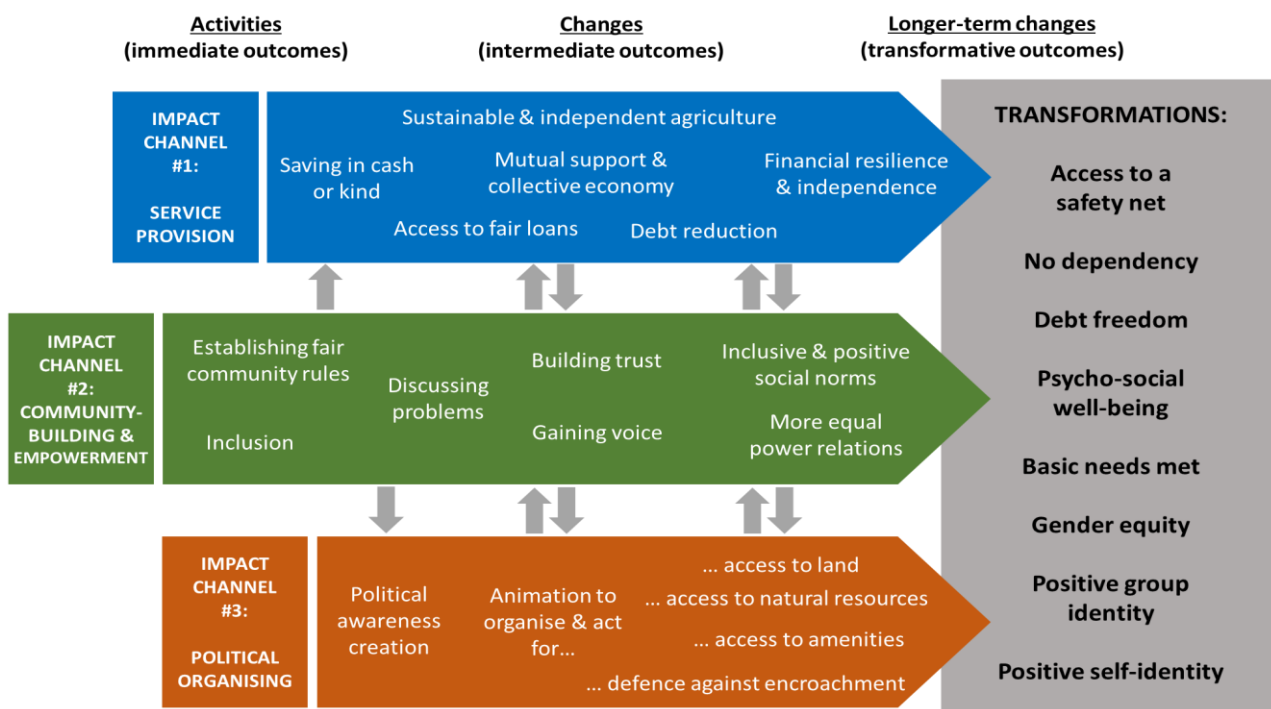 Activities
(immediate outcomes)
Changes
(intermediate outcomes)
Longer-term changes
(transformative outcomes)
IMPACT
CHANNEL
#1:
SERVICE
PROVISION
Sustainable & independent agriculture
Saving in cash
or kind
Mutual support &
collective economy
Financial resilience
& independence
Access to fair loans
Debt reduction
IMPACT
CHANNEL
#2:
COMMUNITY-
BUILDING &
EMPOWERMENT
Establishing fair
community rules
Inclusion
Discussing
problems
Building trust
Gaining voice
Inclusive & positive
social norms
More equal
power relations
IMPACT
CHANNEL
#3:
POLITICAL
ORGANISING
Political
awareness
creation
Animation to
organise & act
for...
... access to land
... access to natural resources
... access to amenities
... defence against encroachment
TRANSFORMATIONS:
Access to a
safety net
No dependency
Debt freedom
Psycho-social
well-being
Basic needs met
Gender equity
Positive group
identity
Positive self-identity